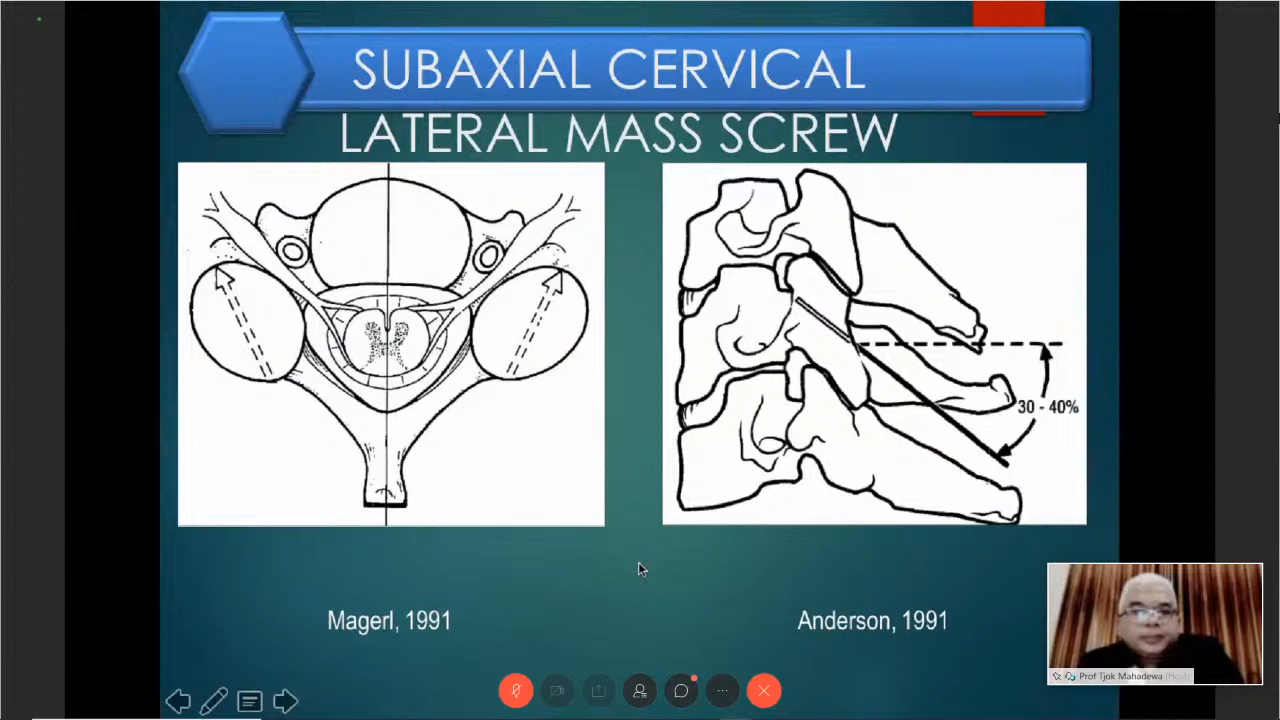 SUBAXIAL CERVICAL
LATERAL MASS SCREW
30 - 40%
Magerl, 1991
Anderson, 1991
Prof Tjok Mahadewa (Host)